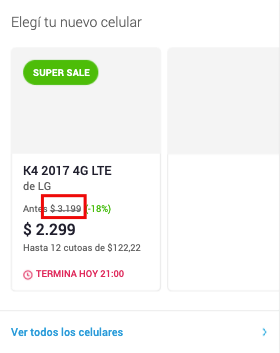 Elegí tu nuevo celular
SUPER SALE
K4 2017 4G LTE
de LG
Antes $ 3.199 (-18%)
$ 2.299
Hasta 12 cutoas de $122,22
TERMINA HOY 21:00
Ver todos los celulares